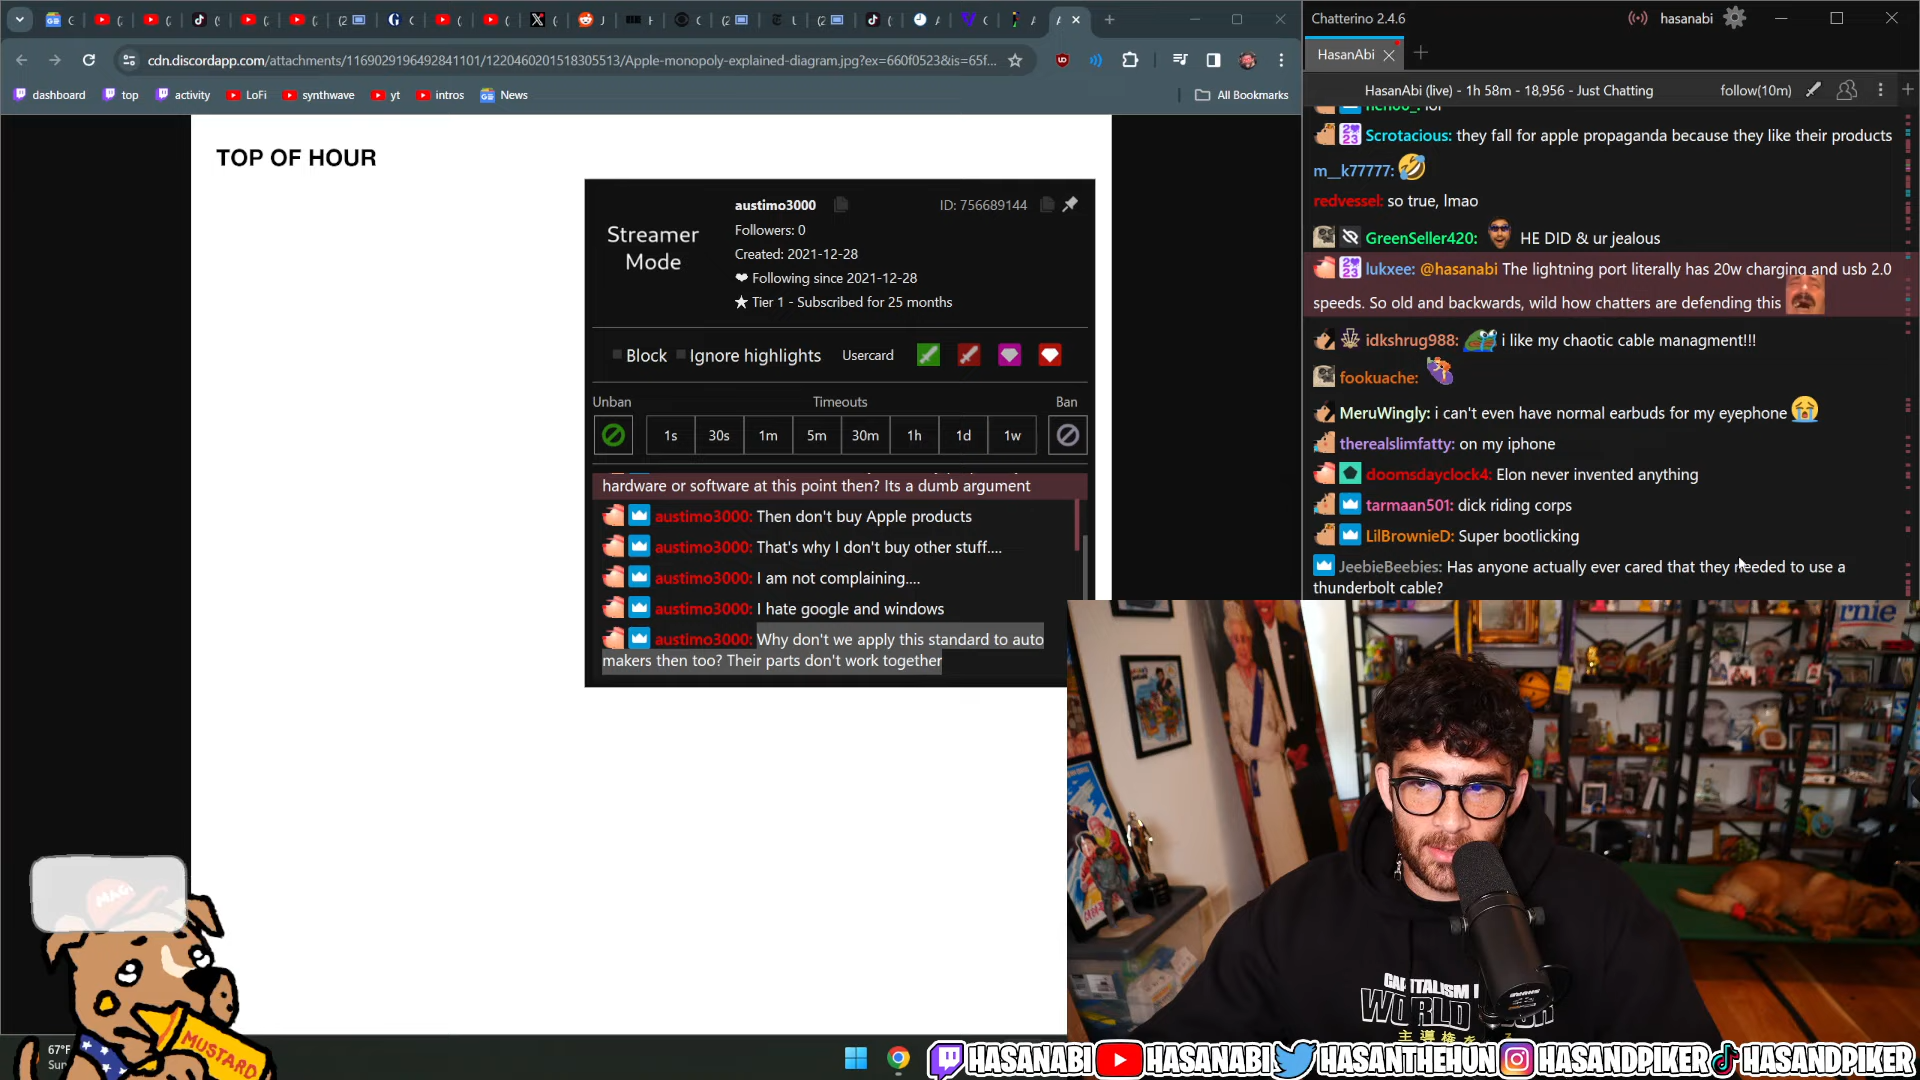 Chatterino 2.4.6
hasanabi
cdn.discordapp.com/attachments/1169029196492841101/1220460201518305513/Apple-monopoly-explained-diagram.jpg?ex=660f0523&is=65f...
HasanAbi
dashboard
top
activity
LoFi
synthwave
yt
intros
News
All Bookmarks
HasanAbi (live) - 1h 58m - 18,956 - Just Chatting
follow(10m)
TOP OF HOUR
Streamer
Mode
austimo3000
ID: 756689144
Followers: 0
Created: 2021-12-28
❤ Following since 2021-12-28
★ Tier 1 - Subscribed for 25 months
Block
Ignore highlights
Usercard
Unban
Timeouts
Ban
1s
30s
1m
5m
30m
1h
1d
1w
hardware or software at this point then? Its a dumb argument
austimo3000: Then don't buy Apple products
austimo3000: That's why I don't buy other stuff....
austimo3000: I am not complaining....
austimo3000: I hate google and windows
austimo3000: Why don't we apply this standard to auto
makers then too? Their parts don't work together
Scrotacious: they fall for apple propaganda because they like their products
m__k77777: 🤣
redvessel: so true, lmao
GreenSeller420: HE DID & ur jealous
lukxee: @hasanabi The lightning port literally has 20w charging and usb 2.0
speeds. So old and backwards, wild how chatters are defending this
idkshrug988: i like my chaotic cable managment!!!
fookuache:
MeruWingly: i can't even have normal earbuds for my eyephone 😭
therealslimfatty: on my iphone
doomsdayclock4: Elon never invented anything
tarmaan501: dick riding corps
LilBrownieD: Super bootlicking
JeebieBeebies: Has anyone actually ever cared that they needed to use a
thunderbolt cable?
MUSTARD
67°F
WORLD
主導権
HASANABI
HASANABI
HASANTHEHUN
HASANDPIKER
HASANDPIKER